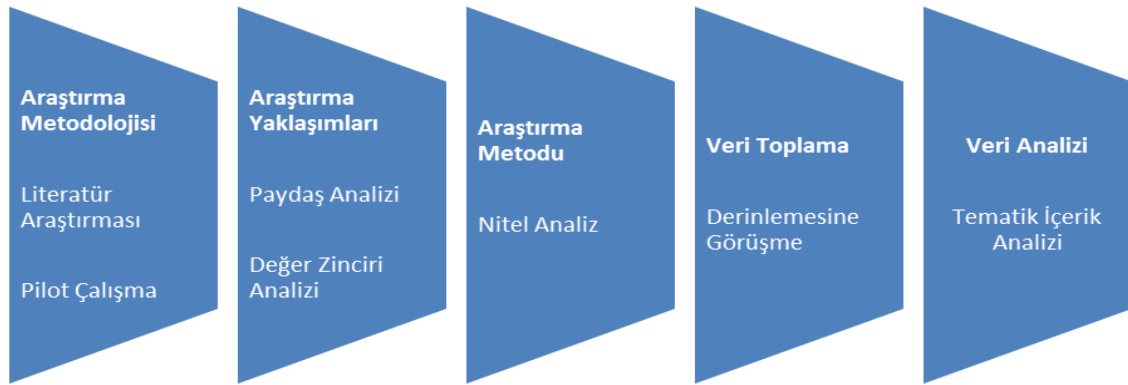 Araştırma
Metodolojisi
Literatür
Araştırması
Pilot Çalışma
Araştırma
Yaklaşımları
Paydaş Analizi
Değer Zinciri
Analizi
Araştırma
Metodu
Nitel Analiz
Veri Toplama
Derinlemesine
Görüşme
Veri Analizi
Tematik İçerik
Analizi